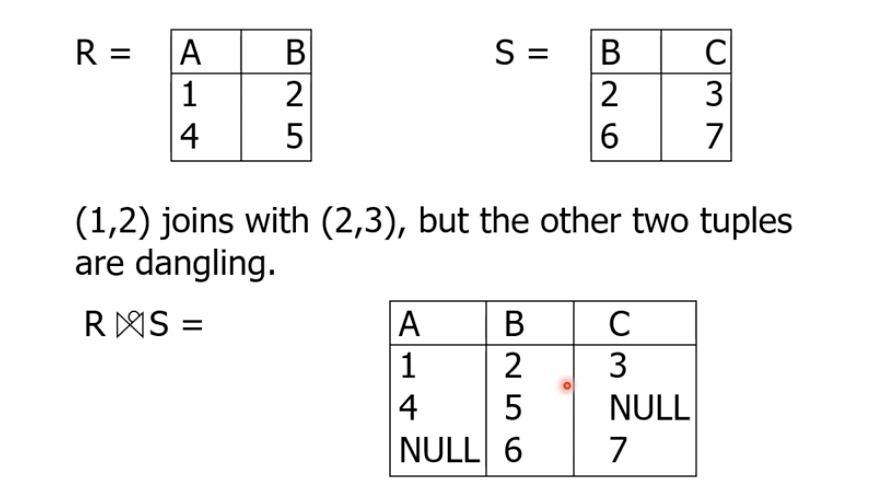 R = A B S = B C
1 2 2 3
4 5 6 7
(1,2) joins with (2,3), but the other two tuples
are dangling.
R ⋈ S = A B C
1 2 3
4 5 NULL
NULL 6 7